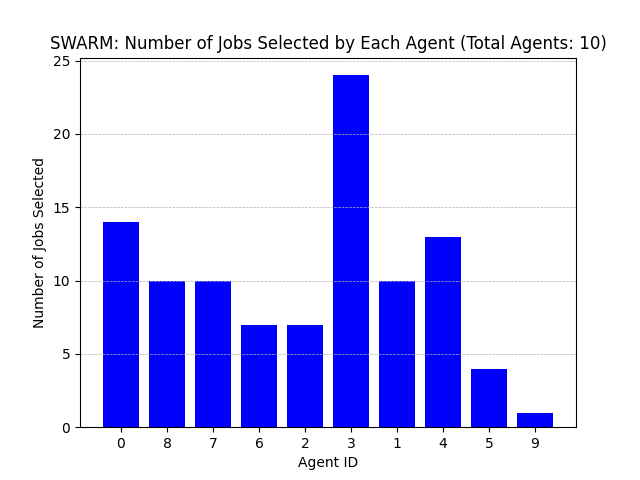 SWARM: Number of Jobs Selected by Each Agent (Total Agents: 10)
25
20
15
10
5
0
Number of Jobs Selected
0 8 7 6 2 3 1 4 5 9
Agent ID